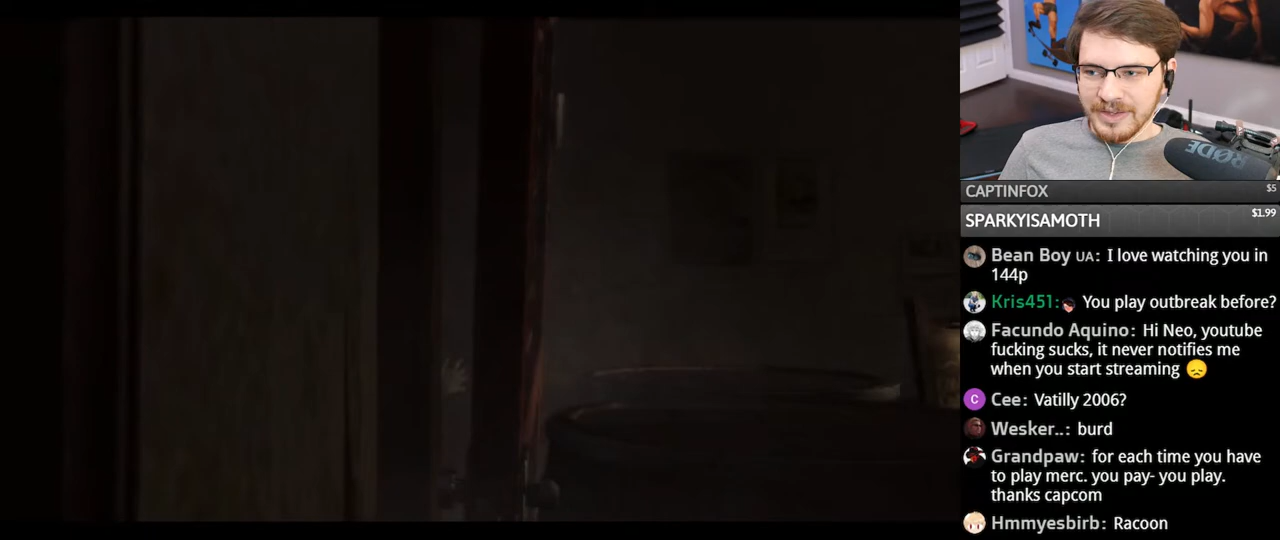 RØDE
CAPTINFOX $5
SPARKYISAMOTH $1.99
Bean Boy UA: I love watching you in
144p
Kris451: You play outbreak before?
Facundo Aquino: Hi Neo, youtube
fucking sucks, it never notifies me
when you start streaming 😞
C Cee: Vatilly 2006?
Wesker..: burd
Grandpaw: for each time you have
to play merc. you pay- you play.
thanks capcom
Hmmyesbirb: Racoon